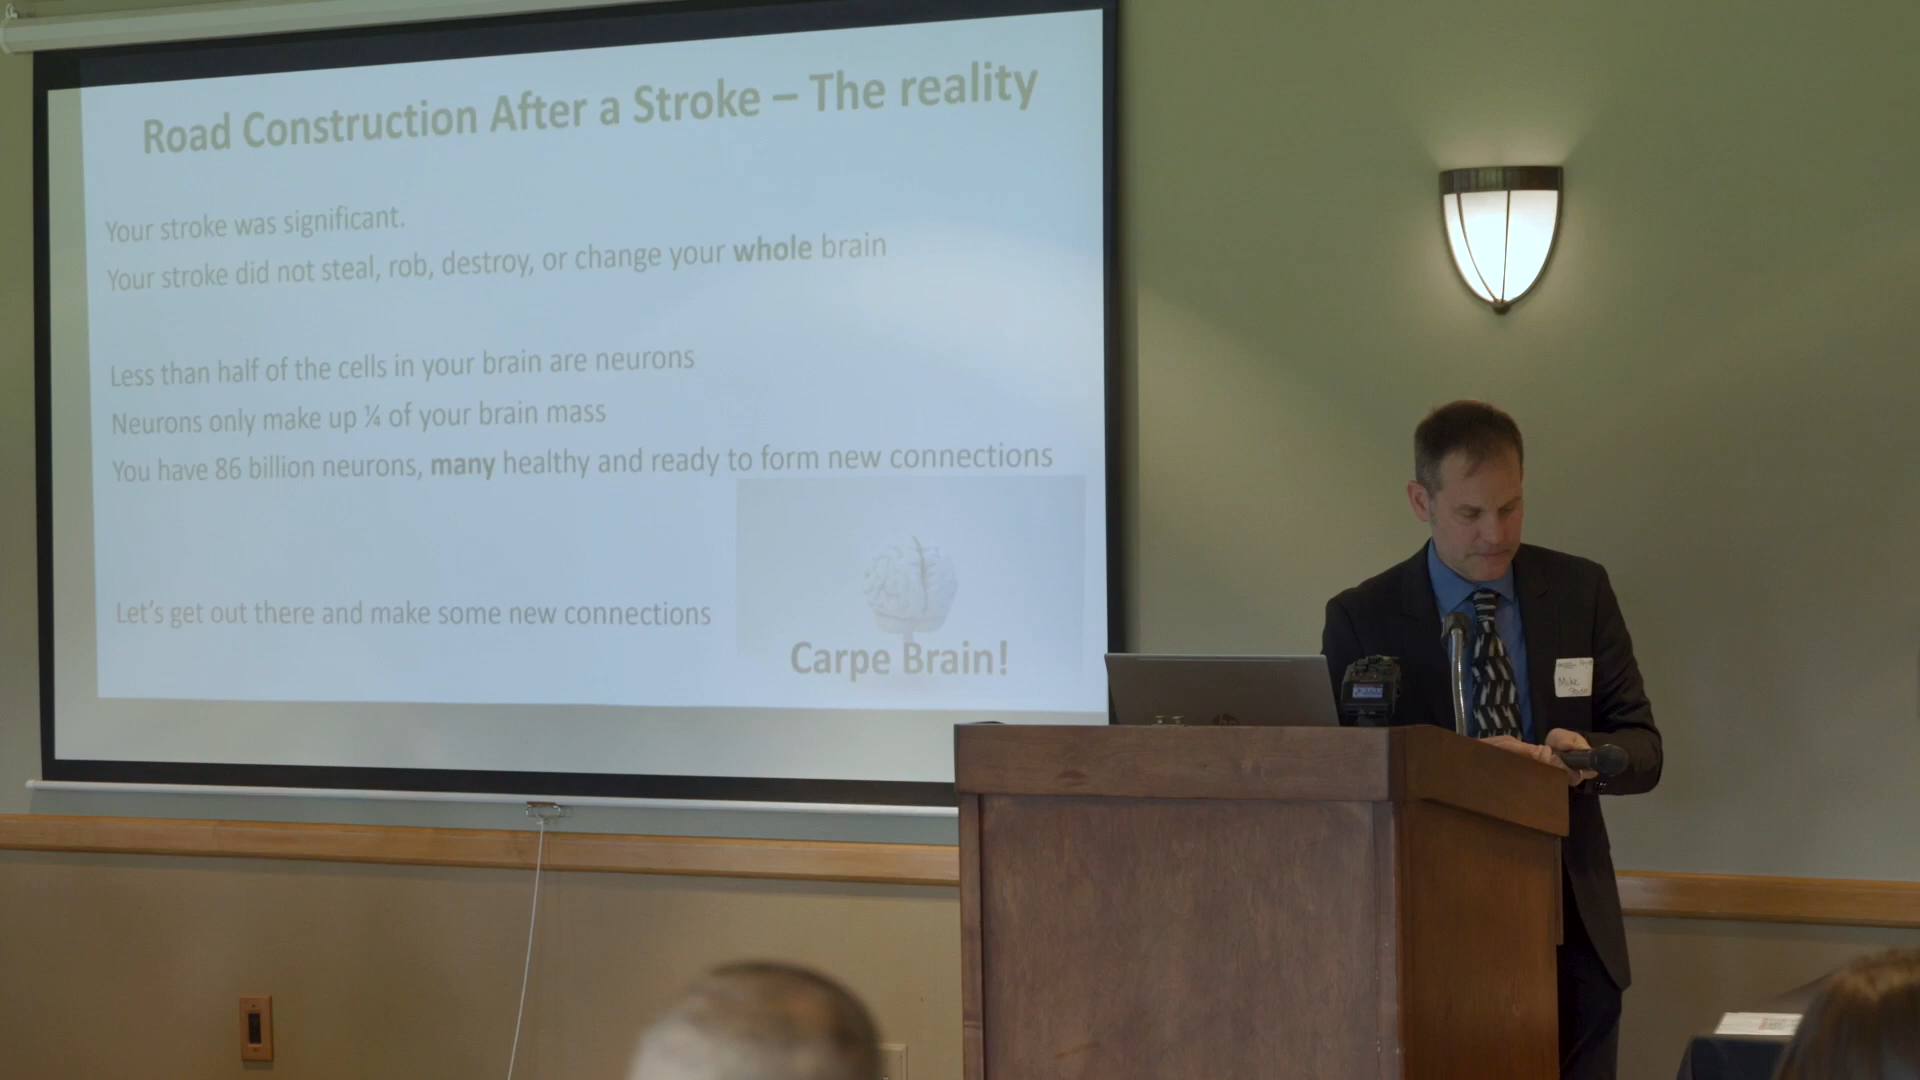 Road Construction After a Stroke – The reality
Your stroke was significant.
Your stroke did not steal, rob, destroy, or change your whole brain
Less than half of the cells in your brain are neurons
Neurons only make up ¼ of your brain mass
You have 86 billion neurons, many healthy and ready to form new connections
Let's get out there and make some new connections
Carpe Brain!
Mike